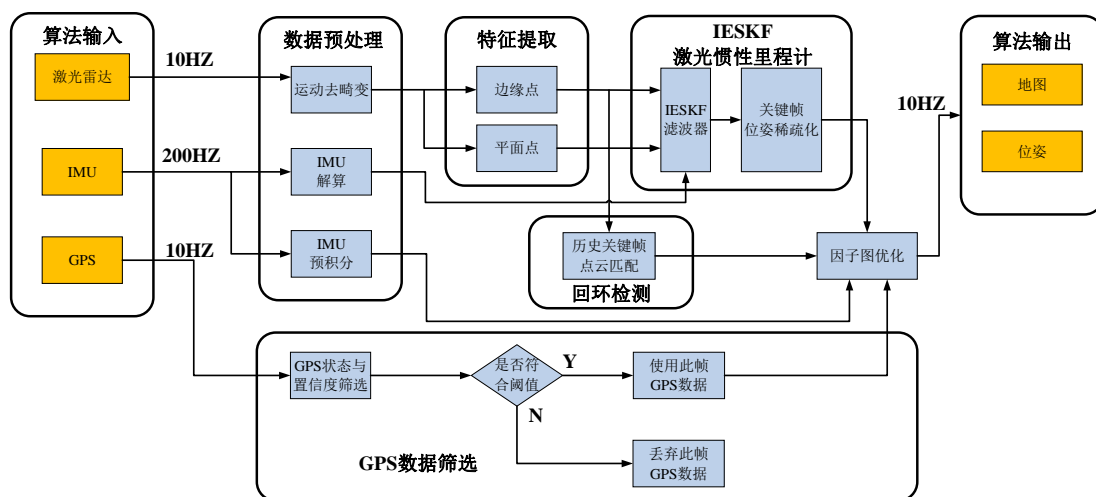 算法输入
激光雷达
IMU
GPS
10HZ
200HZ
10HZ
数据预处理
运动去畸变
IMU
解算
IMU
预积分
特征提取
边缘点
平面点
IESKF
激光惯性里程计
IESKF
滤波器
关键帧
位姿稀疏化
历史关键帧
点云匹配
回环检测
因子图优化
10HZ
算法输出
地图
位姿
GPS状态与
置信度筛选
是否符
合阈值
Y
N
使用此帧
GPS数据
丢弃此帧
GPS数据
GPS数据筛选